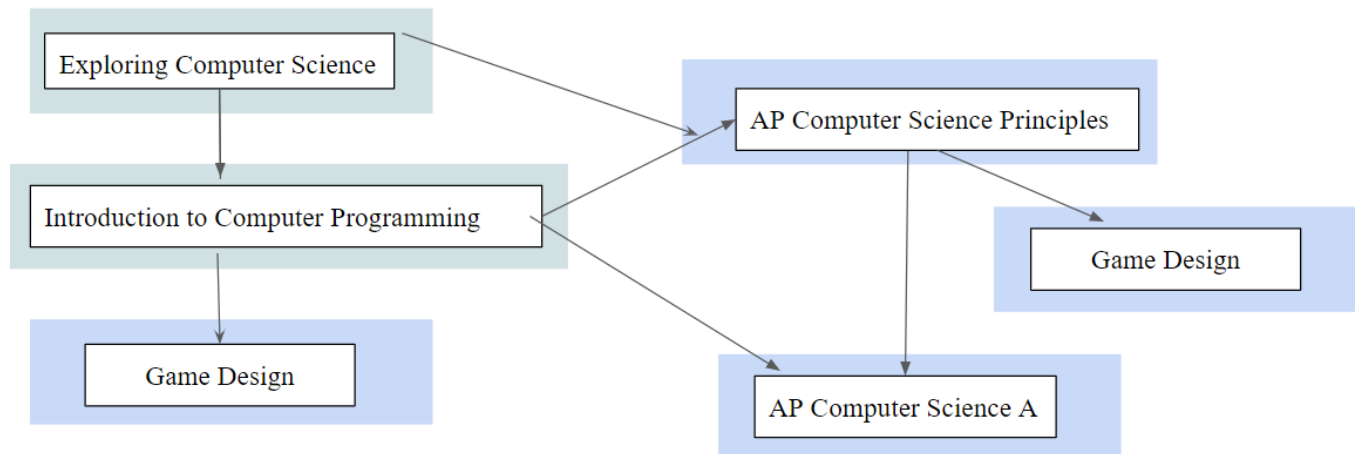 Exploring Computer Science
AP Computer Science Principles
Introduction to Computer Programming
Game Design
Game Design
AP Computer Science A